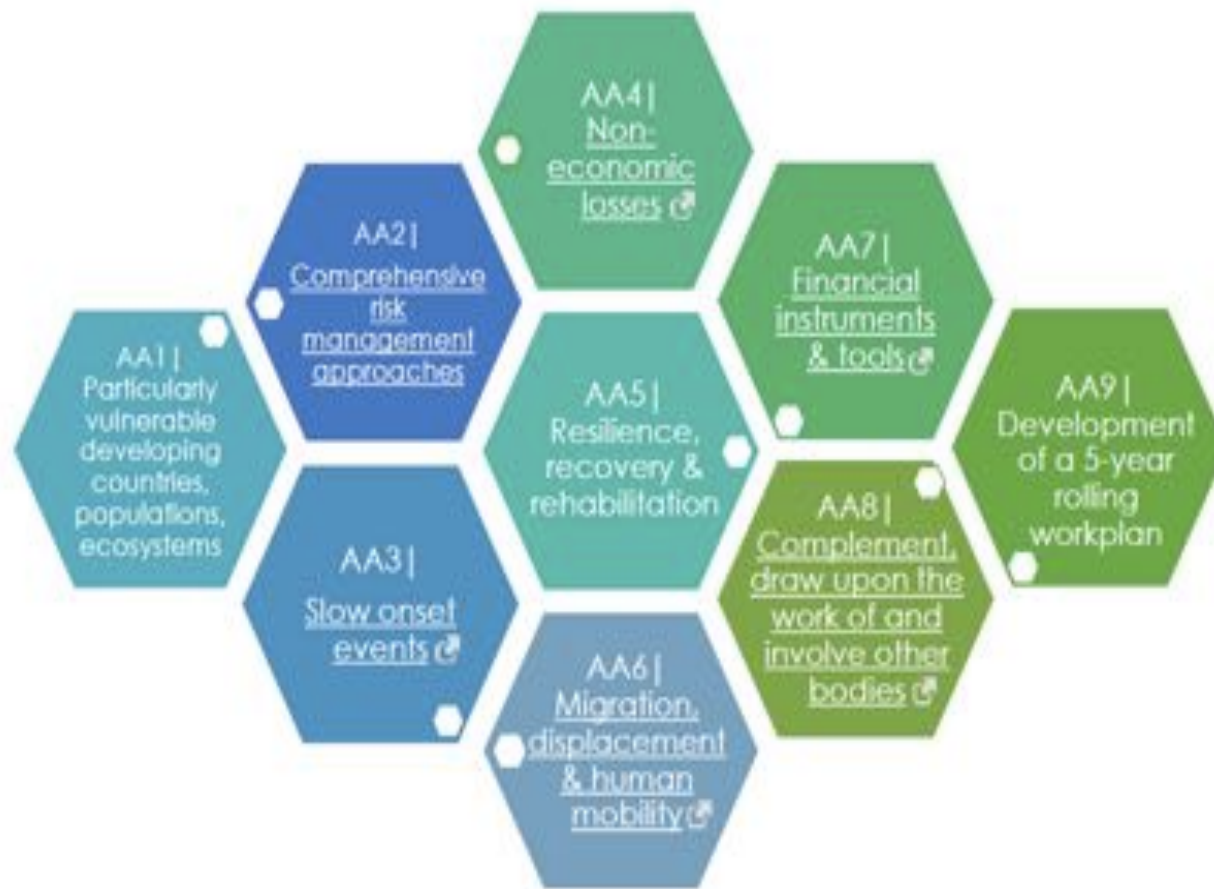 AA1|
Particularly
vulnerable
developing
countries,
populations,
ecosystems
AA2|
Comprehensive
risk
management
approaches
AA3|
Slow onset
events
AA4|
Non-
economic
losses
AA5|
Resilience,
recovery &
rehabilitation
AA6|
Migration,
displacement
& human
mobility
AA7|
Financial
instruments
& tools
AA8|
Complement,
draw upon the
work of and
involve other
bodies
AA9|
Development
of a 5-year
rolling
workplan